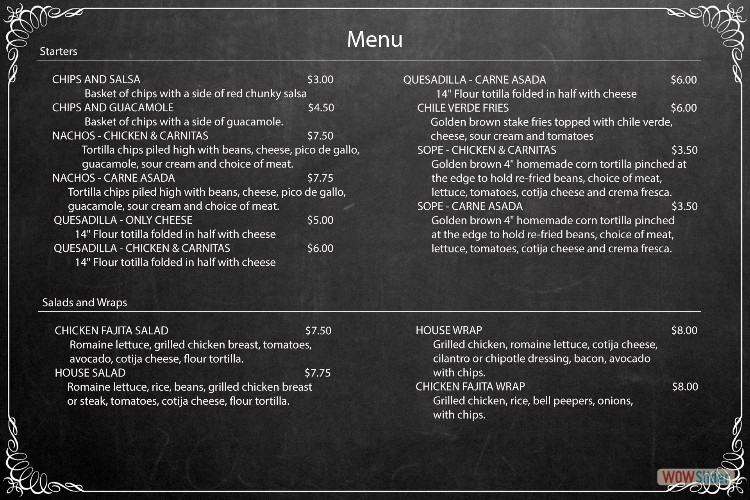 Menu
Starters
CHIPS AND SALSA $3.00
Basket of chips with a side of red chunky salsa
CHIPS AND GUACAMOLE $4.50
Basket of chips with a side of guacamole.
NACHOS - CHICKEN & CARNITAS $7.50
Tortilla chips piled high with beans, cheese, pico de gallo,
guacamole, sour cream and choice of meat.
NACHOS - CARNE ASADA $7.75
Tortilla chips piled high with beans, cheese, pico de gallo,
guacamole, sour cream and choice of meat.
QUESADILLA - ONLY CHEESE $5.00
14" Flour totilla folded in half with cheese
QUESADILLA - CHICKEN & CARNITAS $6.00
14" Flour totilla folded in half with cheese
QUESADILLA - CARNE ASADA $6.00
14" Flour totilla folded in half with cheese
CHILE VERDE FRIES $6.00
Golden brown stake fries topped with chile verde,
cheese, sour cream and tomatoes
SOPE - CHICKEN & CARNITAS $3.50
Golden brown 4" homemade corn tortilla pinched at
the edge to hold re-fried beans, choice of meat,
lettuce, tomatoes, cotija cheese and crema fresca.
SOPE - CARNE ASADA $3.50
Golden brown 4" homemade corn tortilla pinched
at the edge to hold re-fried beans, choice of meat,
lettuce, tomatoes, cotija cheese and crema fresca.
Salads and Wraps
CHICKEN FAJITA SALAD $7.50
Romaine lettuce, grilled chicken breast, tomatoes,
avocado, cotija cheese, flour tortilla.
HOUSE SALAD $7.75
Romaine lettuce, rice, beans, grilled chicken breast
or steak, tomatoes, cotija cheese, flour tortilla.
HOUSE WRAP $8.00
Grilled chicken, romaine lettuce, cotija cheese,
cilantro or chipotle dressing, bacon, avocado
with chips.
CHICKEN FAJITA WRAP $8.00
Grilled chicken, rice, bell peepers, onions,
with chips.
WOWSlider